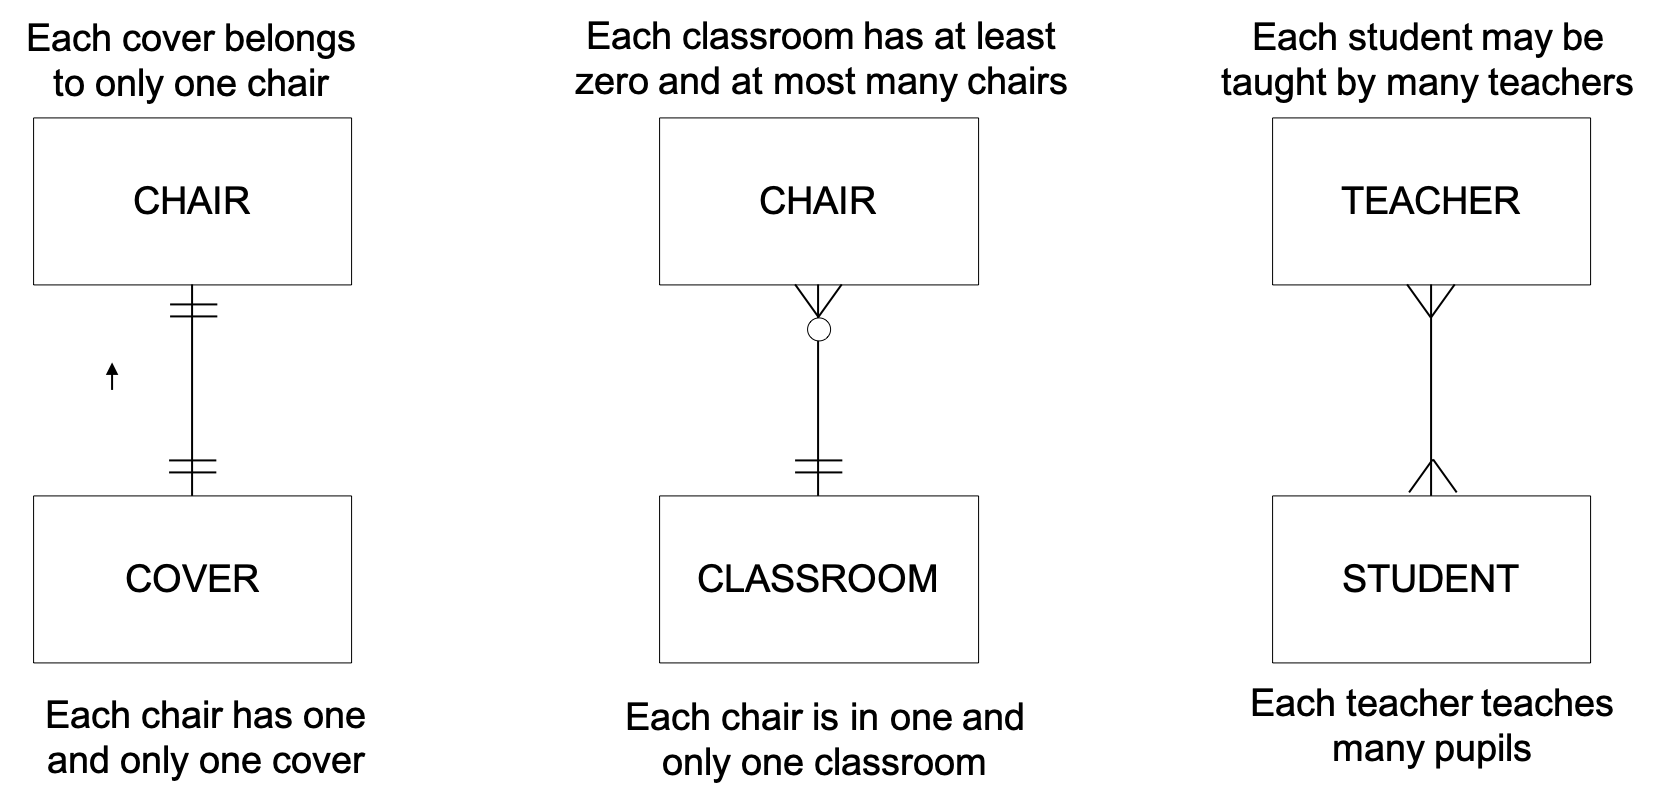 Each cover belongs
to only one chair
CHAIR
COVER
Each chair has one
and only one cover
Each classroom has at least
zero and at most many chairs
CHAIR
CLASSROOM
Each chair is in one and
only one classroom
Each student may be
taught by many teachers
TEACHER
STUDENT
Each teacher teaches
many pupils